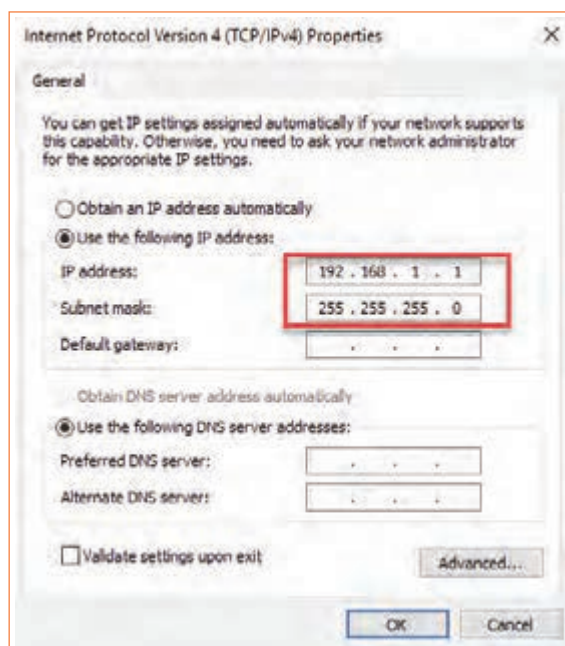 Internet Protocol Version 4 (TCP/IPv4) Properties
General
You can get IP settings assigned automatically if your network supports
this capability. Otherwise, you need to ask your network administrator
for the appropriate IP settings.
Obtain an IP address automatically
Use the following IP address:
IP address: 192 . 168 . 1 . 1
Subnet mask: 255 . 255 . 255 . 0
Default gateway: . . .
Obtain DNS server address automatically
Use the following DNS server addresses:
Preferred DNS server: . . .
Alternate DNS server: . . .
Validate settings upon exit
Advanced...
OK Cancel